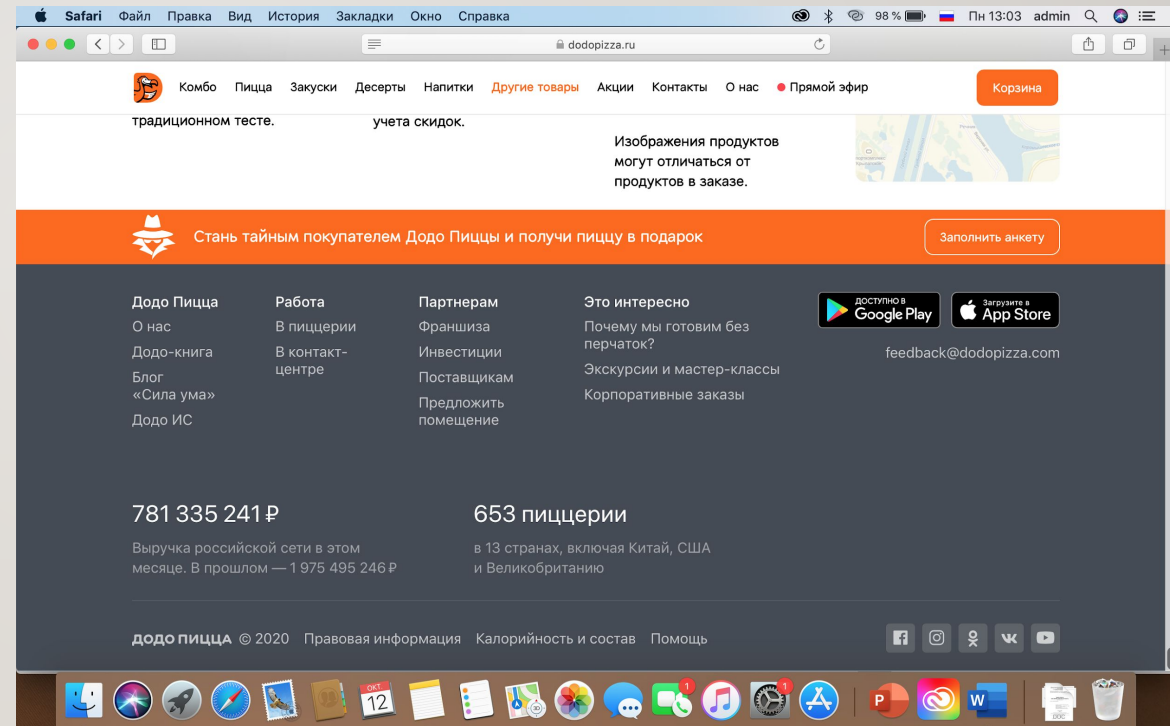 Safari Файл Правка Вид История Закладки Окно Справка 98 % Пн 13:03 admin
dodopizza.ru
Комбо Пицца Закуски Десерты Напитки Другие товары Акции Контакты О нас Прямой эфир Корзина
традиционном тесте.
учета скидок.
Изображения продуктов
могут отличаться от
продуктов в заказе.
Стань тайным покупателем Додо Пиццы и получи пиццу в подарок
Заполнить анкету
Додо Пицца
О нас
Додо-книга
Блог
«Сила ума»
Додо ИС
Работа
В пиццерии
В контакт-
центре
Партнерам
Франшиза
Инвестиции
Поставщикам
Предложить
помещение
Это интересно
Почему мы готовим без
перчаток?
Экскурсии и мастер-классы
Корпоративные заказы
ДОСТУПНО В
Google Play
Загрузите в
App Store
feedback@dodopizza.com
781 335 241 ₽
Выручка российской сети в этом
месяце. В прошлом — 1 975 495 246 ₽
653 пиццерии
в 13 странах, включая Китай, США
и Великобританию
ДОДО ПИЦЦА © 2020 Правовая информация Калорийность и состав Помощь
ОКТ.
12
1
1
P
W